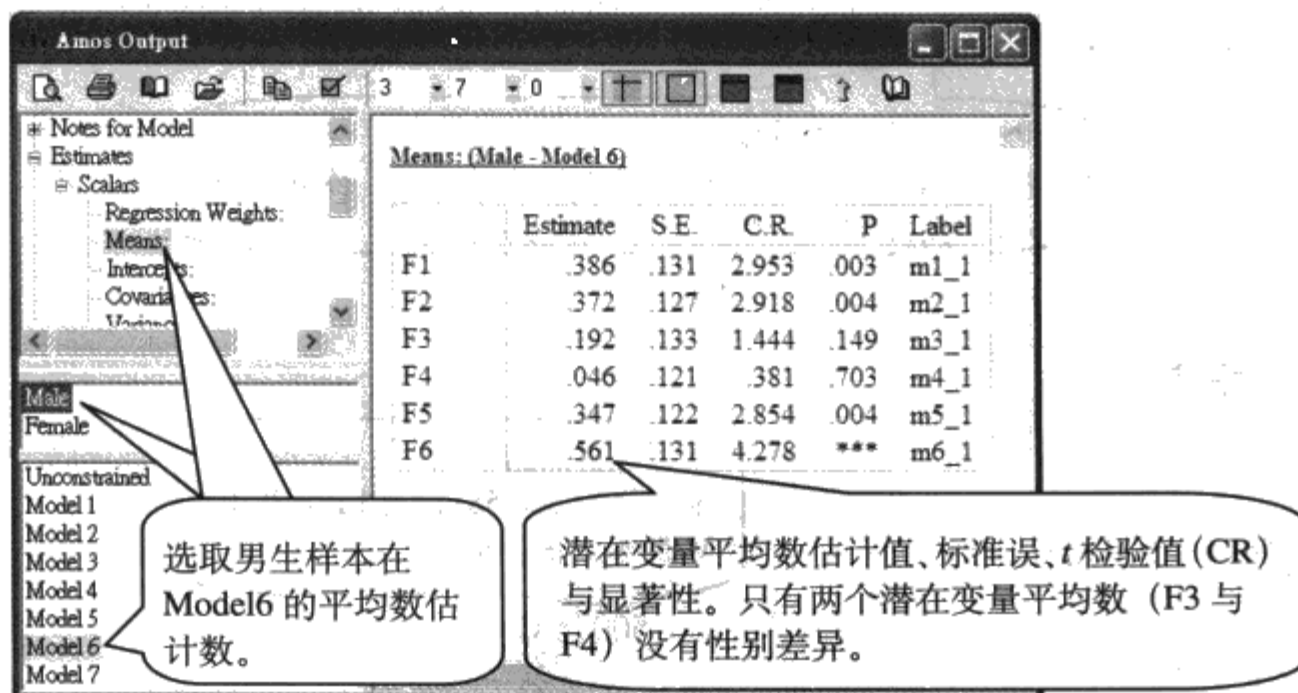 Amos Output
3 7 0
Notes for Model
Estimates
Scalars
Regression Weights:
Means:
Intercepts:
Male
Female
Unconstrained
Model 1
Model 2
Model 3
Model 4
Model 5
Model 6
Model 7
Means: (Male - Model 6)
Estimate S.E. C.R. P Label
F1 .386 .131 2.953 .003 m1_1
F2 .372 .127 2.918 .004 m2_1
F3 .192 .133 1.444 .149 m3_1
F4 .046 .121 .381 .703 m4_1
F5 .347 .122 2.854 .004 m5_1
F6 .561 .131 4.278 *** m6_1
选取男生样本在
Model6 的平均数估
计数。
潜在变量平均数估计值、标准误、t 检验值(CR)
与显著性。只有两个潜在变量平均数（F3 与
F4）没有性别差异。